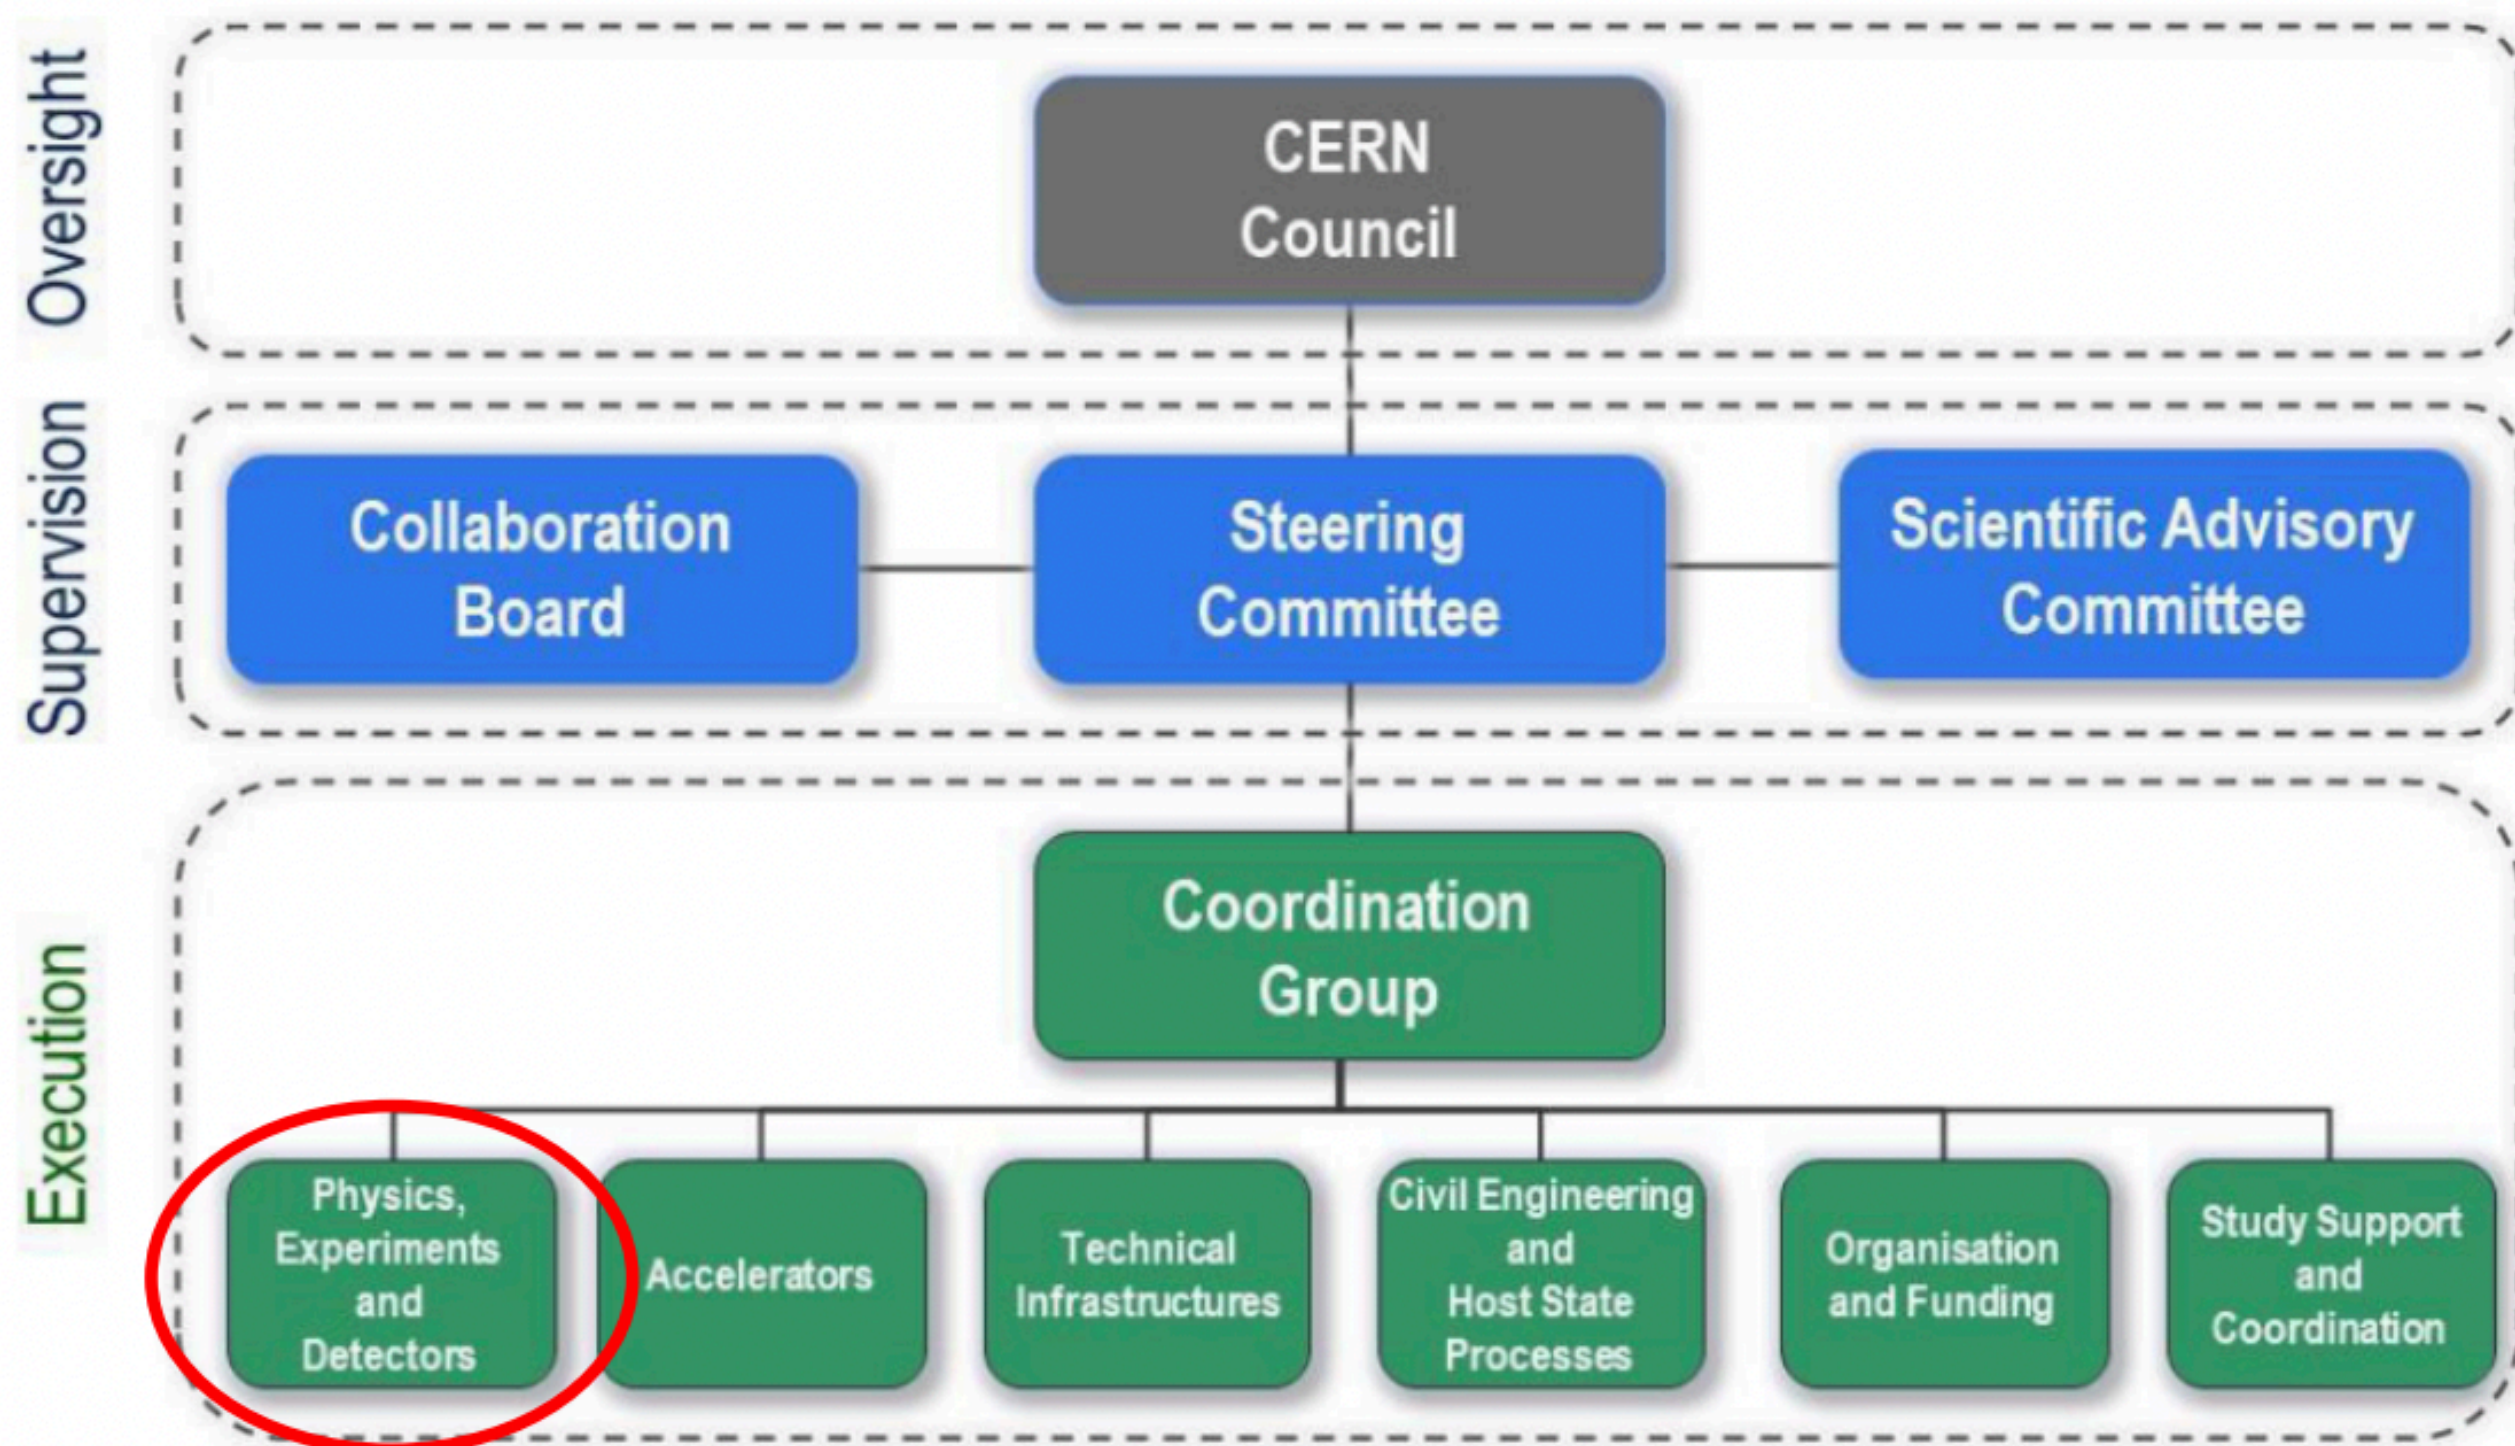 Oversight
CERN
Council
Supervision
Collaboration
Board
Steering
Committee
Scientific Advisory
Committee
Execution
Coordination
Group
Physics,
Experiments
and
Detectors
Accelerators
Technical
Infrastructures
Civil Engineering
and
Host State
Processes
Organisation
and Funding
Study Support
and
Coordination